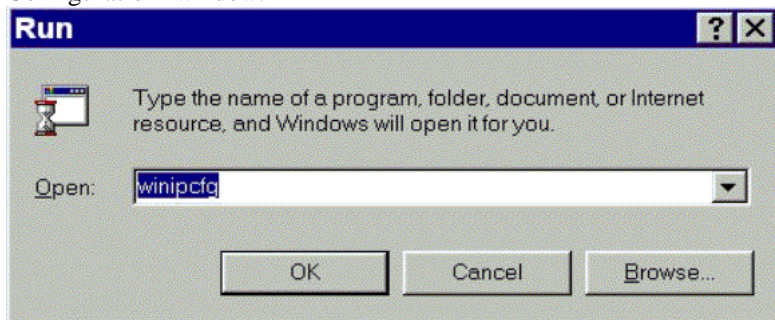 Run
Type the name of a program, folder, document, or Internet
resource, and Windows will open it for you.
Open: winipcfg
OK Cancel Browse...